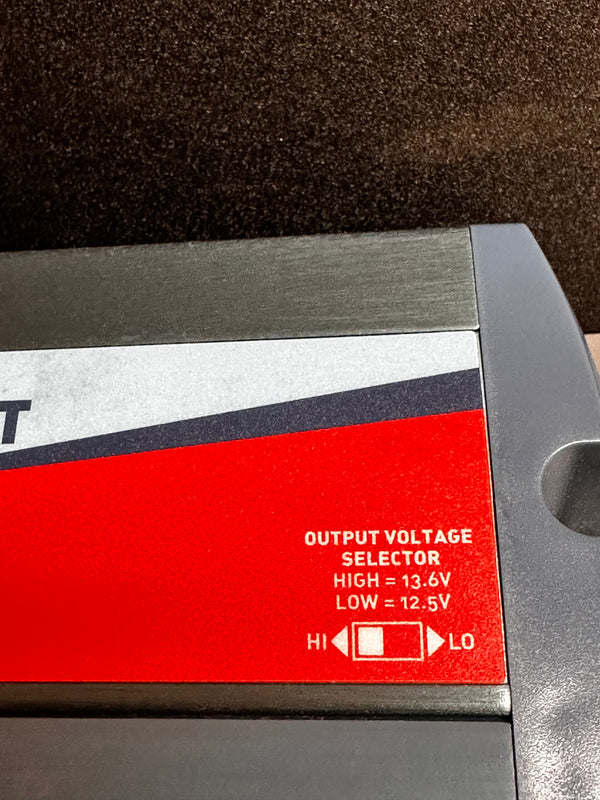 T
OUTPUT VOLTAGE
SELECTOR
HIGH = 13.6V
LOW = 12.5V
HI LO